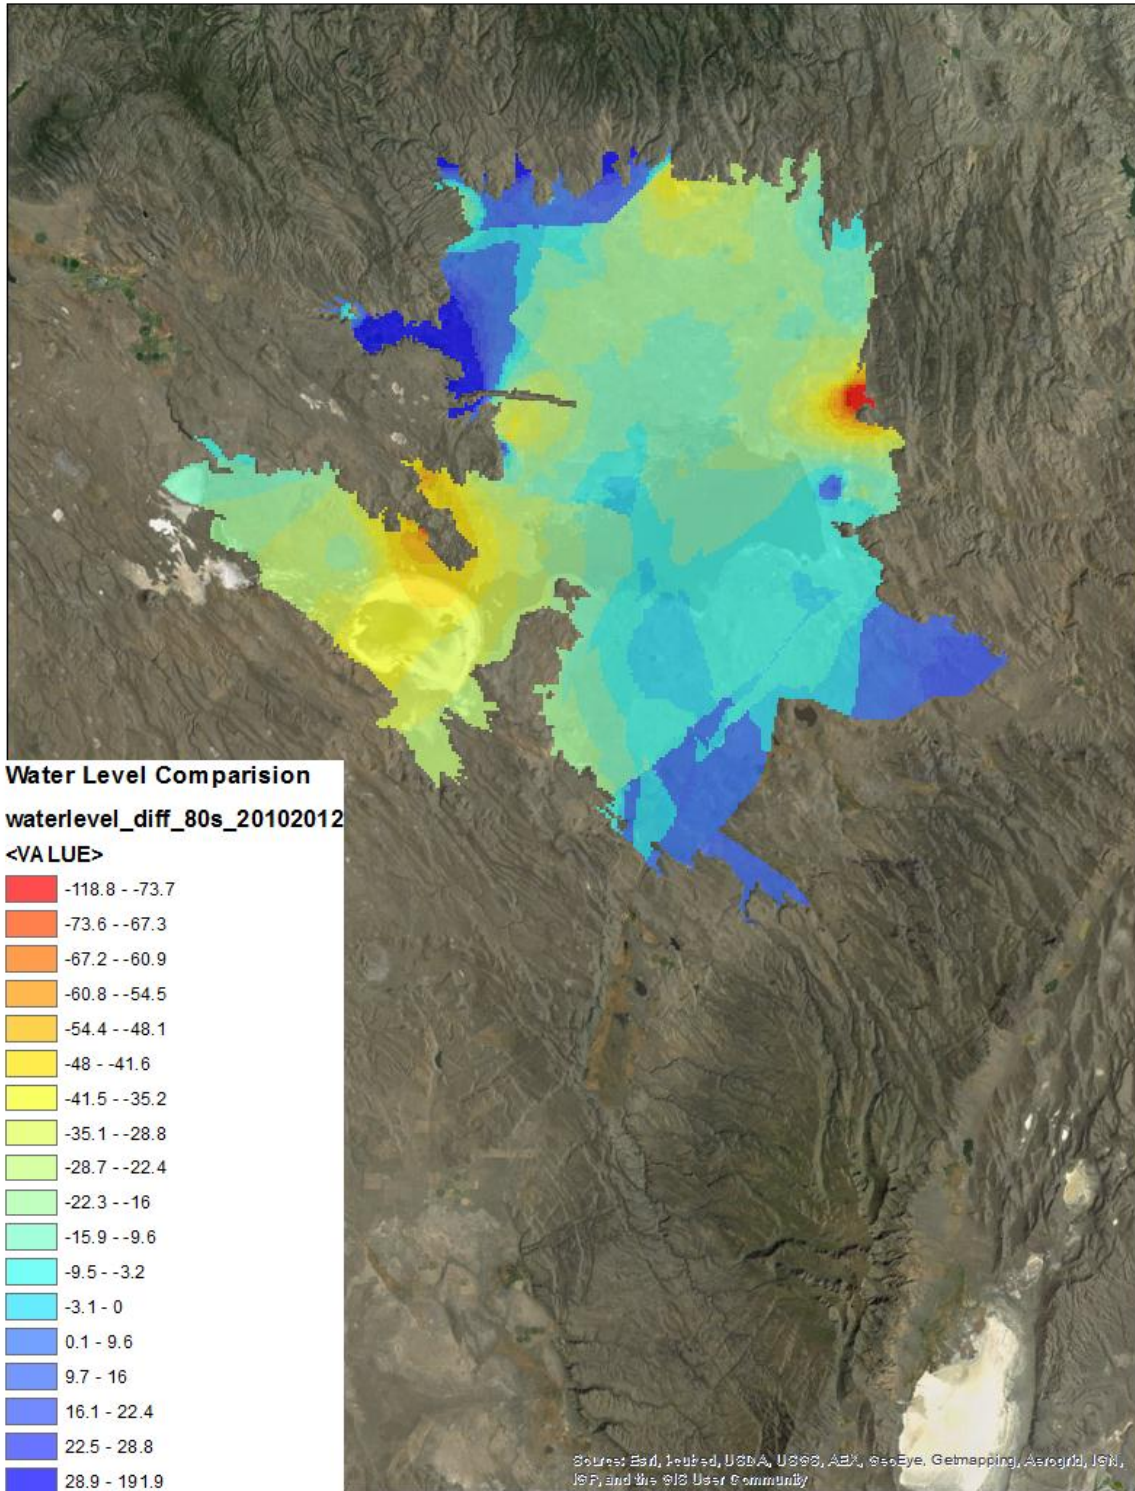 Water Level Comparision
waterlevel_diff_80s_20102012
<VALUE>
-118.8 - -73.7
-73.6 - -67.3
-67.2 - -60.9
-60.8 - -54.5
-54.4 - -48.1
-48 - -41.6
-41.5 - -35.2
-35.1 - -28.8
-28.7 - -22.4
-22.3 - -16
-15.9 - -9.6
-9.5 - -3.2
-3.1 - 0
0.1 - 9.6
9.7 - 16
16.1 - 22.4
22.5 - 28.8
28.9 - 191.9
Source: Esri, i-cubed, USDA, USGS, AEX, GeoEye, Getmapping, Aerogrid, IGN,
IGP, and the GIS User Community